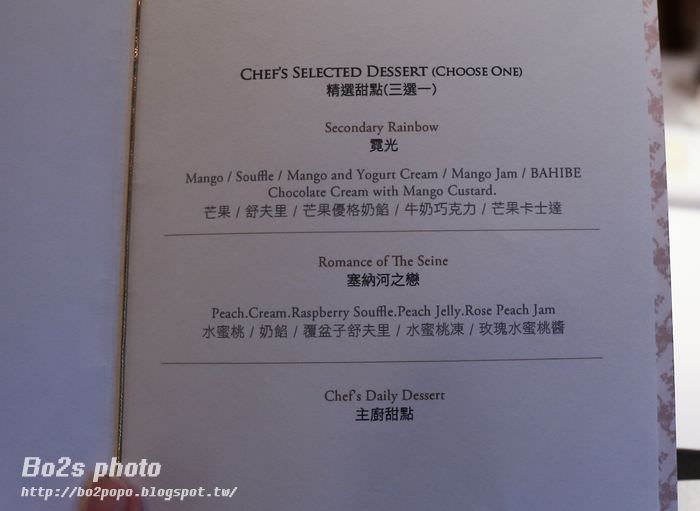 CHEF'S SELECTED DESSERT (CHOOSE ONE)
精選甜點(三選一)
Secondary Rainbow
霓光
Mango / Souffle / Mango and Yogurt Cream / Mango Jam / BAHIBE
Chocolate Cream with Mango Custard.
芒果 / 舒夫里 / 芒果優格奶餡 / 牛奶巧克力 / 芒果卡士達
Romance of The Seine
塞納河之戀
Peach.Cream.Raspberry Souffle.Peach Jelly.Rose Peach Jam
水蜜桃 / 奶餡 / 覆盆子舒夫里 / 水蜜桃凍 / 玫瑰水蜜桃醬
Chef's Daily Dessert
主廚甜點
Bo2s photo
http://bo2popo.blogspot.tw/